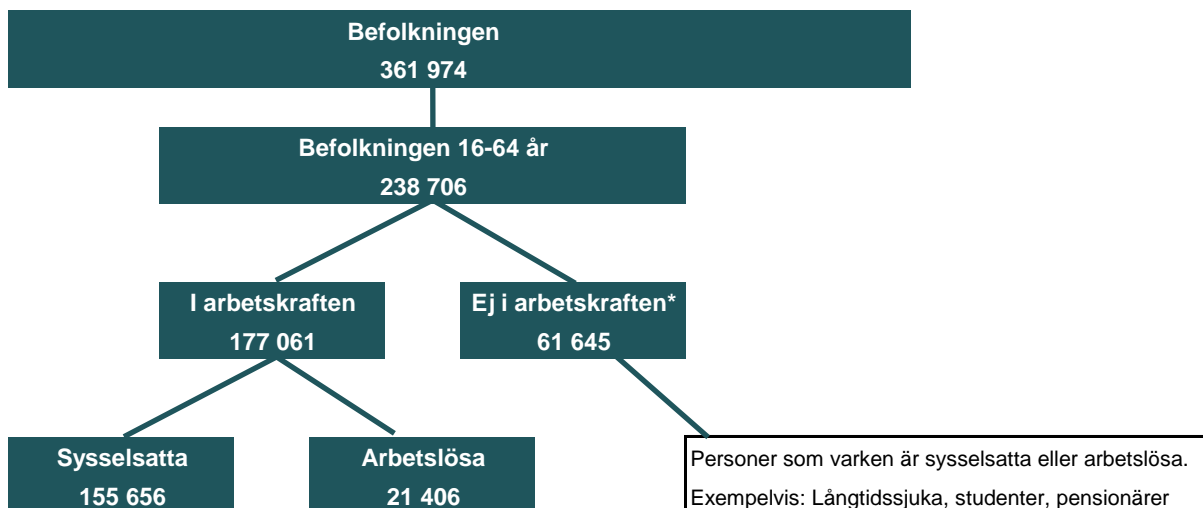 Befolkningen
361 974
Befolkningen 16-64 år
238 706
I arbetskraften
177 061
Ej i arbetskraften*
61 645
Sysselsatta
155 656
Arbetslösa
21 406
Personer som varken är sysselsatta eller arbetslösa.
Exempelvis: Långtidssjuka, studenter, pensionärer